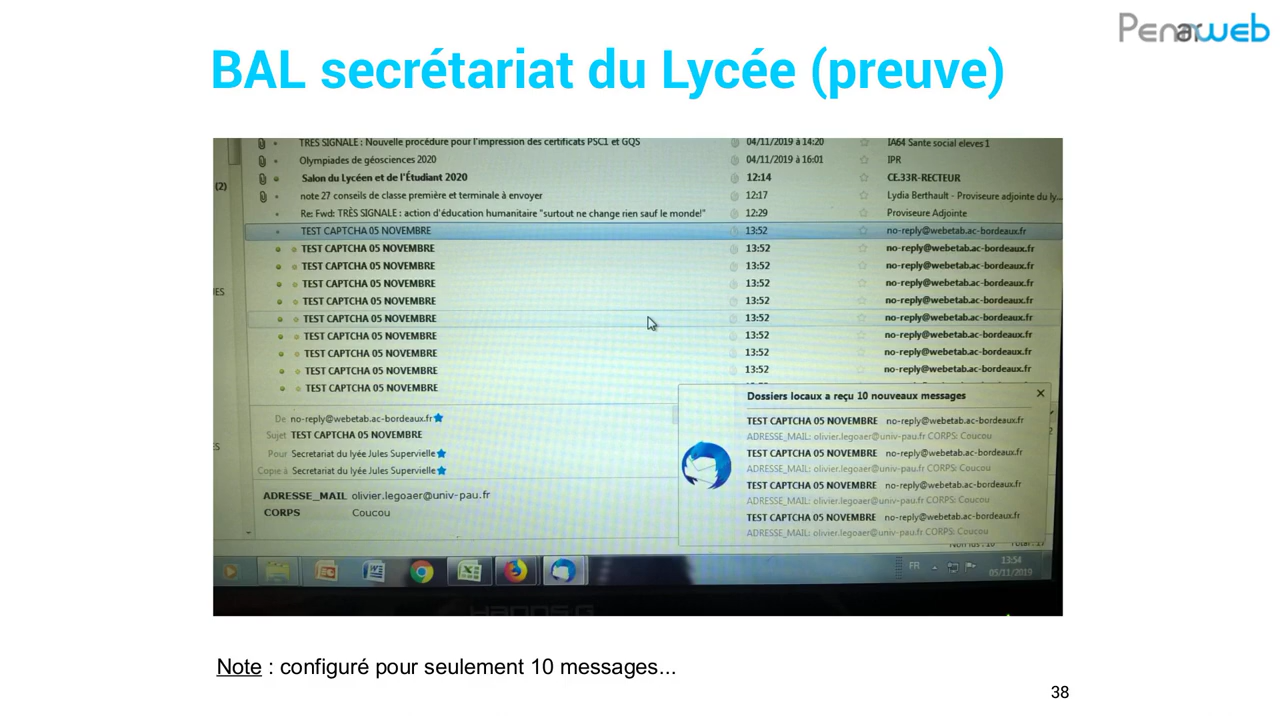 Penarweb
BAL secrétariat du Lycée (preuve)
TRES SIGNALE : Nouvelle procédure pour l'impression des certificats PSC1 et GQS 04/11/2019 à 14:20 IA64 Sante social eleves 1
Olympiades de géosciences 2020 04/11/2019 à 16:01 IPR
(2) Salon du Lycéen et de l'Étudiant 2020 12:14 CE.33R-RECTEUR
note 27 conseils de classe première et terminale à envoyer 12:17 Lydia Berthault - Proviseure adjointe du ly...
Re: Fwd: TRÈS SIGNALE : action d'éducation humanitaire "surtout ne change rien sauf le monde!" 12:29 Proviseure Adjointe
TEST CAPTCHA 05 NOVEMBRE 13:52 no-reply@webetab.ac-bordeaux.fr
TEST CAPTCHA 05 NOVEMBRE 13:52 no-reply@webetab.ac-bordeaux.fr
TEST CAPTCHA 05 NOVEMBRE 13:52 no-reply@webetab.ac-bordeaux.fr
TEST CAPTCHA 05 NOVEMBRE 13:52 no-reply@webetab.ac-bordeaux.fr
TEST CAPTCHA 05 NOVEMBRE 13:52 no-reply@webetab.ac-bordeaux.fr
TEST CAPTCHA 05 NOVEMBRE 13:52 no-reply@webetab.ac-bordeaux.fr
TEST CAPTCHA 05 NOVEMBRE 13:52 no-reply@webetab.ac-bordeaux.fr
TEST CAPTCHA 05 NOVEMBRE 13:52 no-reply@webetab.ac-bordeaux.fr
TEST CAPTCHA 05 NOVEMBRE 13:52 no-reply@webetab.ac-bordeaux.fr
TEST CAPTCHA 05 NOVEMBRE
De no-reply@webetab.ac-bordeaux.fr
Sujet TEST CAPTCHA 05 NOVEMBRE
Pour Secretariat du lyée Jules Supervielle
Copie à Secretariat du lyée Jules Supervielle
ADRESSE_MAIL olivier.legoaer@univ-pau.fr
CORPS Coucou
Dossiers locaux a reçu 10 nouveaux messages
TEST CAPTCHA 05 NOVEMBRE no-reply@webetab.ac-bordeaux.fr
ADRESSE_MAIL: olivier.legoaer@univ-pau.fr CORPS: Coucou
TEST CAPTCHA 05 NOVEMBRE no-reply@webetab.ac-bordeaux.fr
ADRESSE_MAIL: olivier.legoaer@univ-pau.fr CORPS: Coucou
TEST CAPTCHA 05 NOVEMBRE no-reply@webetab.ac-bordeaux.fr
ADRESSE_MAIL: olivier.legoaer@univ-pau.fr CORPS: Coucou
TEST CAPTCHA 05 NOVEMBRE no-reply@webetab.ac-bordeaux.fr
ADRESSE_MAIL: olivier.legoaer@univ-pau.fr CORPS: Coucou
FR 13:54
05/11/2019
HANNS.G
Note : configuré pour seulement 10 messages...
38